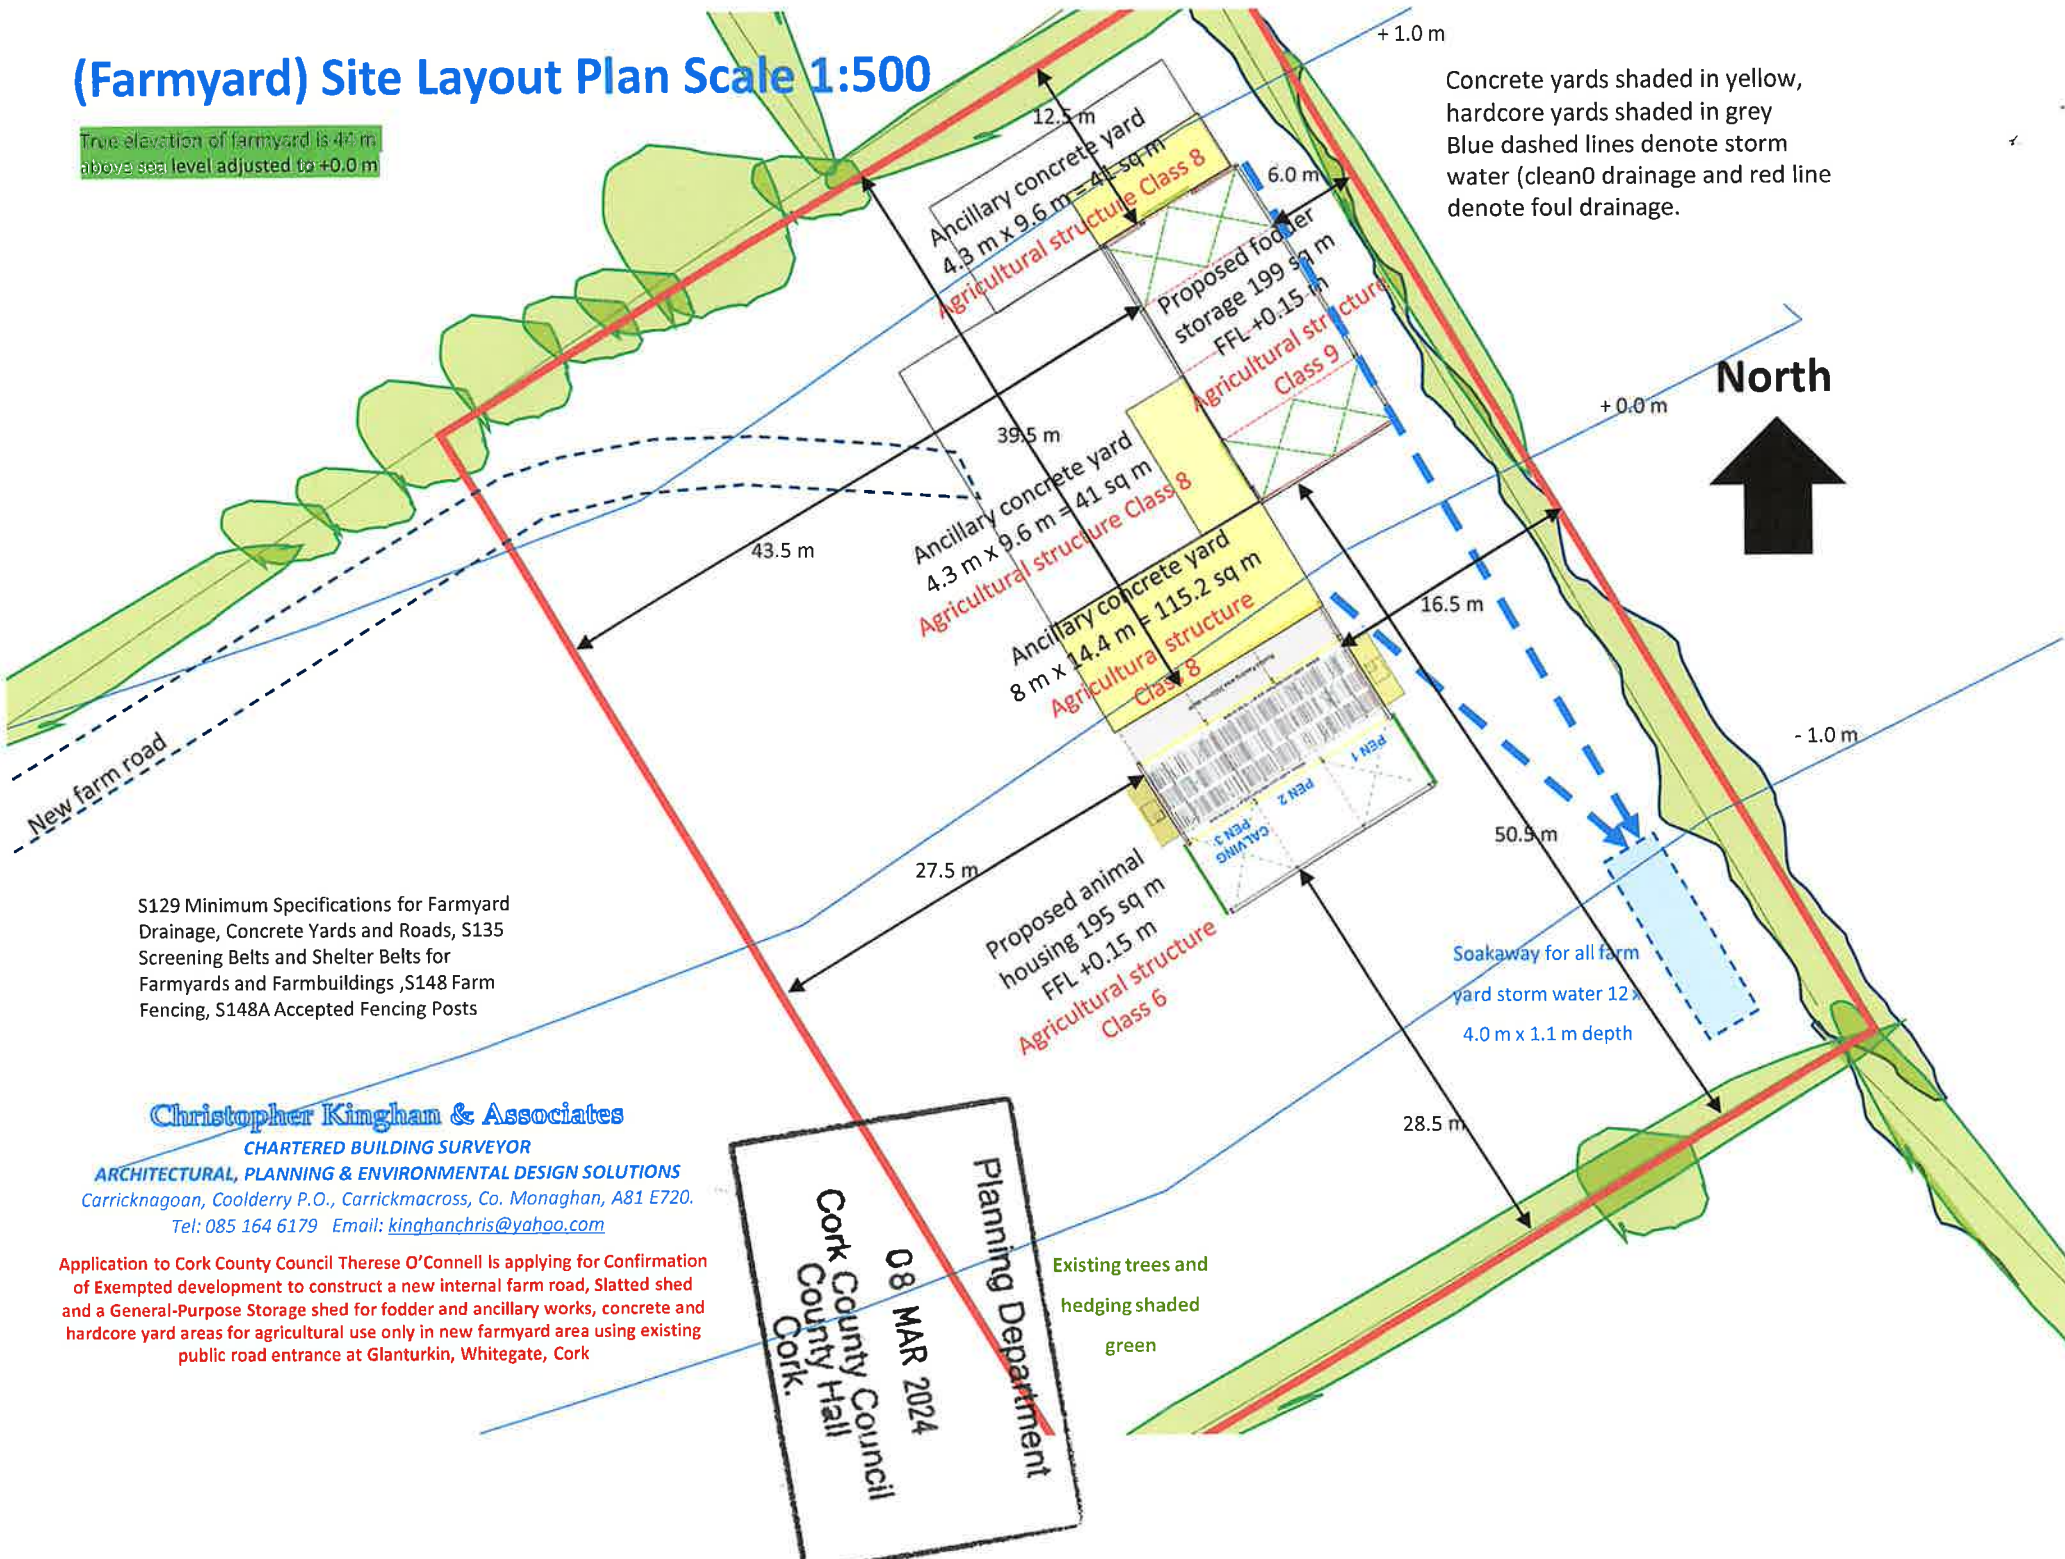 (Farmyard) Site Layout Plan Scale 1:500
True elevation of farmyard is 44 m
above sea level adjusted to +0.0 m
+ 1.0 m
Concrete yards shaded in yellow,
hardcore yards shaded in grey
Blue dashed lines denote storm
water (clean0 drainage and red line
denote foul drainage.
12.5 m
Ancillary concrete yard
4.3 m x 9.6 m = 41 sq m
Agricultural structure Class 8
6.0 m
Proposed fodder
storage 199 sq m
FFL +0.15 m
Agricultural structure
Class 9
North
+ 0.0 m
39.5 m
43.5 m
Ancillary concrete yard
4.3 m x 9.6 m = 41 sq m
Agricultural structure Class 8
Ancillary concrete yard
8 m x 14.4 m = 115.2 sq m
Agricultural structure
Class 8
16.5 m
- 1.0 m
New farm road
PEN 1
PEN 2
CALVING
PEN 3
27.5 m
50.5 m
Proposed animal
housing 195 sq m
FFL +0.15 m
Agricultural structure
Class 6
S129 Minimum Specifications for Farmyard
Drainage, Concrete Yards and Roads, S135
Screening Belts and Shelter Belts for
Farmyards and Farmbuildings ,S148 Farm
Fencing, S148A Accepted Fencing Posts
Soakaway for all farm
yard storm water 12 x
4.0 m x 1.1 m depth
28.5 m
Christopher Kinghan & Associates
CHARTERED BUILDING SURVEYOR
ARCHITECTURAL, PLANNING & ENVIRONMENTAL DESIGN SOLUTIONS
Carricknagoan, Coolderry P.O., Carrickmacross, Co. Monaghan, A81 E720.
Tel: 085 164 6179 Email: kinghanchris@yahoo.com
Application to Cork County Council Therese O'Connell is applying for Confirmation
of Exempted development to construct a new internal farm road, Slatted shed
and a General-Purpose Storage shed for fodder and ancillary works, concrete and
hardcore yard areas for agricultural use only in new farmyard area using existing
public road entrance at Glanturkin, Whitegate, Cork
Planning Department
08 MAR 2024
Cork County Council
County Hall
Cork.
Existing trees and
hedging shaded
green